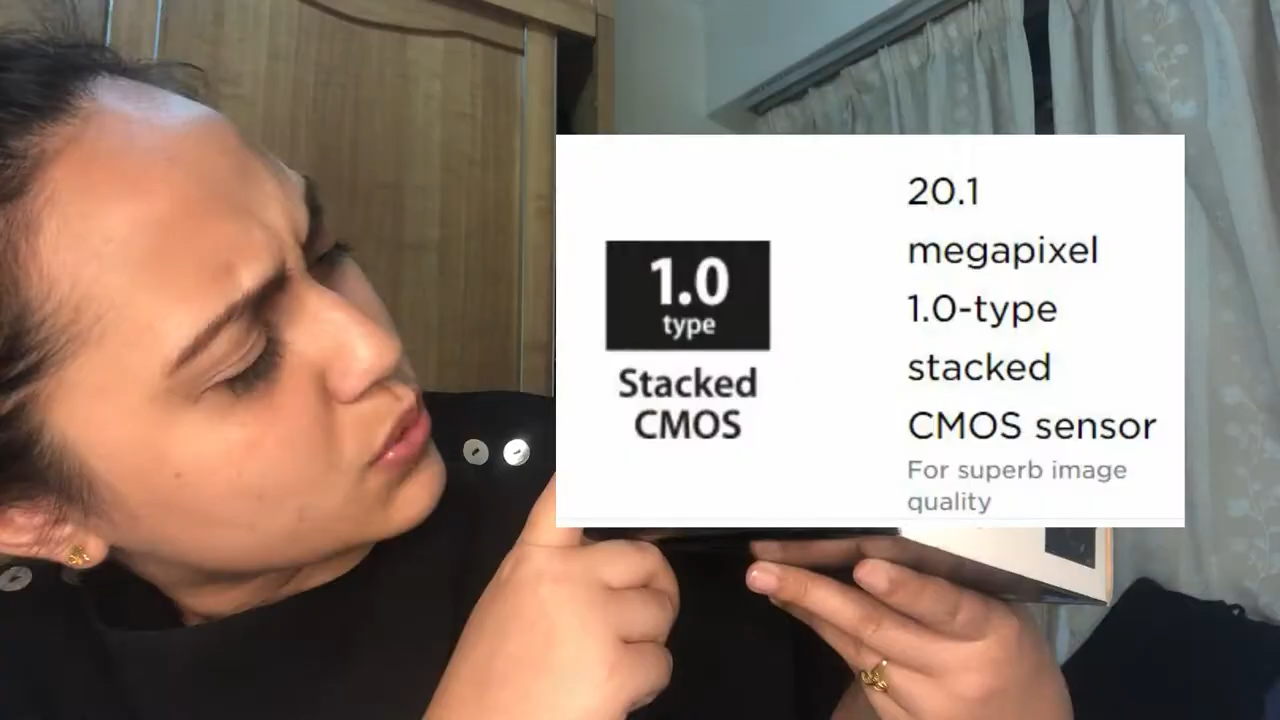 1.0
type
Stacked
CMOS
20.1
megapixel
1.0-type
stacked
CMOS sensor
For superb image
quality